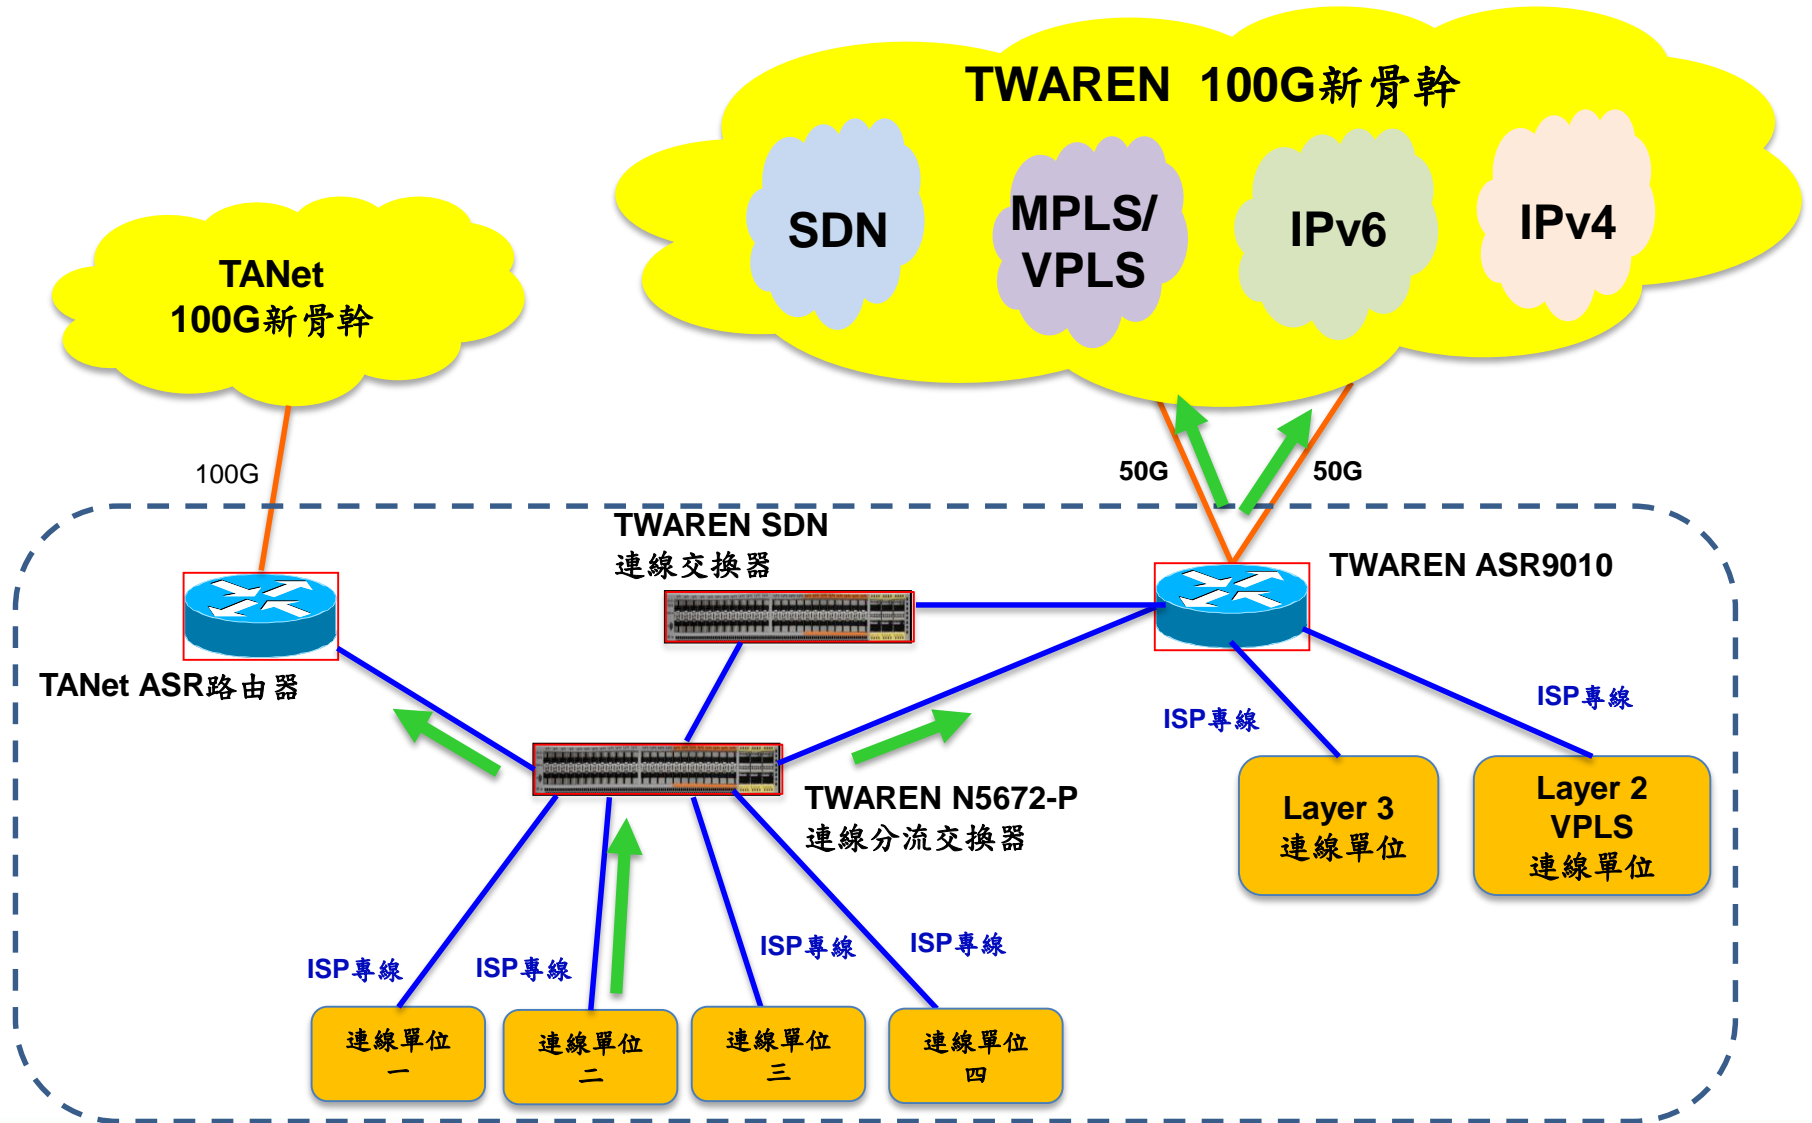 TWAREN 100G新骨幹
SDN
MPLS/
VPLS
IPv6
IPv4
TANet
100G新骨幹
100G
50G
50G
TWAREN SDN
連線交換器
TWAREN ASR9010
TANet ASR路由器
ISP專線
ISP專線
TWAREN N5672-P
連線分流交換器
Layer 3
連線單位
Layer 2
VPLS
連線單位
ISP專線
ISP專線
ISP專線
ISP專線
連線單位
一
連線單位
二
連線單位
三
連線單位
四